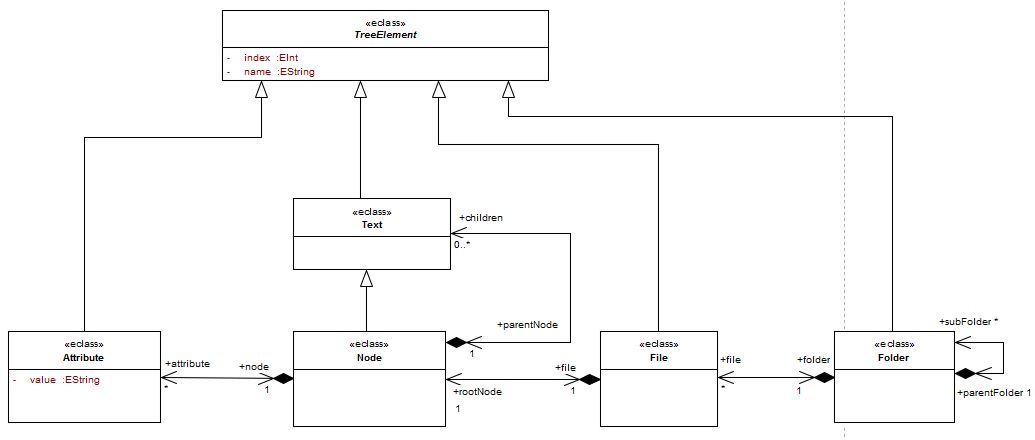 «eclass»
TreeElement
- index :EInt
- name :EString
«eclass»
Text
+children
0..*
«eclass»
Attribute
- value :EString
+attribute
*
+node
1
«eclass»
Node
+parentNode
1
+rootNode
1
+file
1
«eclass»
File
+file
*
+folder
1
«eclass»
Folder
+subFolder *
+parentFolder 1